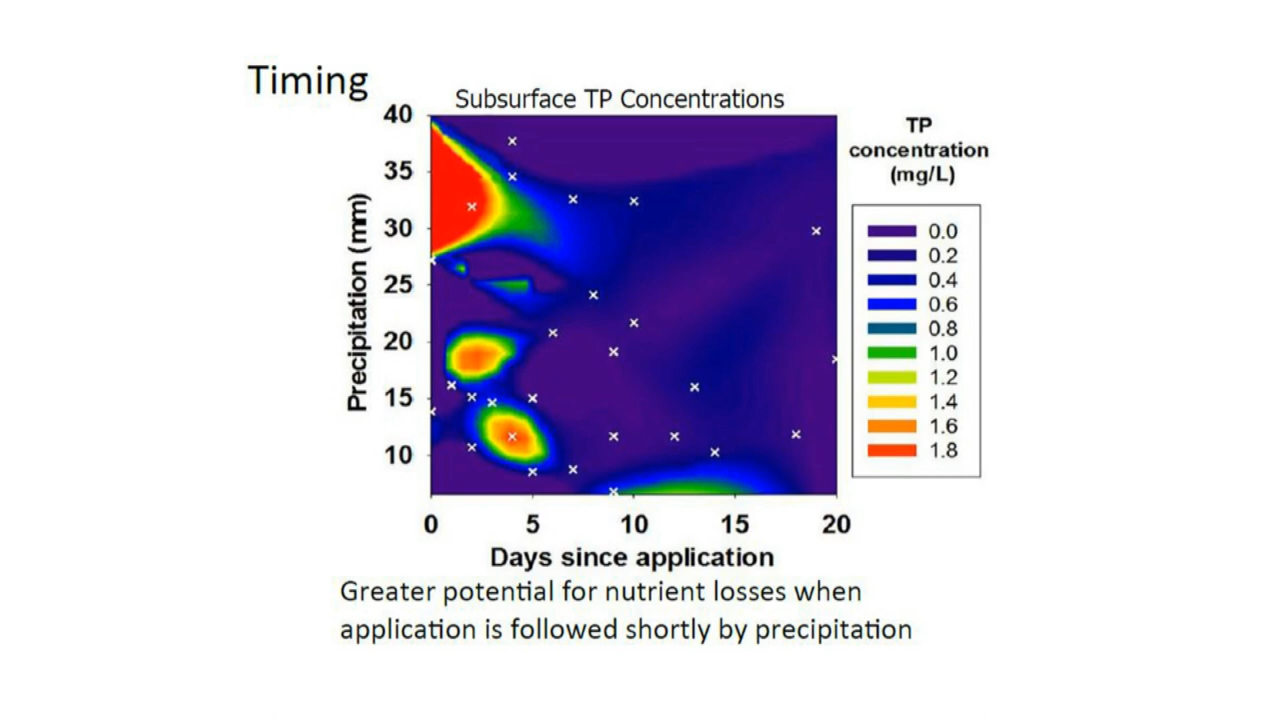 Timing
Subsurface TP Concentrations
40
35
30
25
20
15
10
Precipitation (mm)
0 5 10 15 20
Days since application
TP
concentration
(mg/L)
0.0
0.2
0.4
0.6
0.8
1.0
1.2
1.4
1.6
1.8
Greater potential for nutrient losses when
application is followed shortly by precipitation